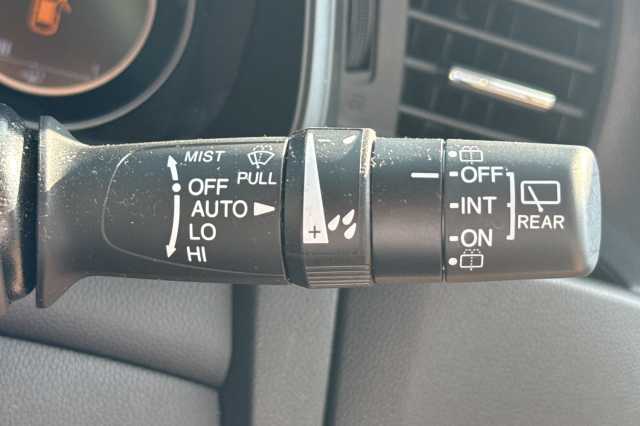 MIST
OFF
AUTO
LO
HI
PULL
+
OFF
INT
ON
REAR